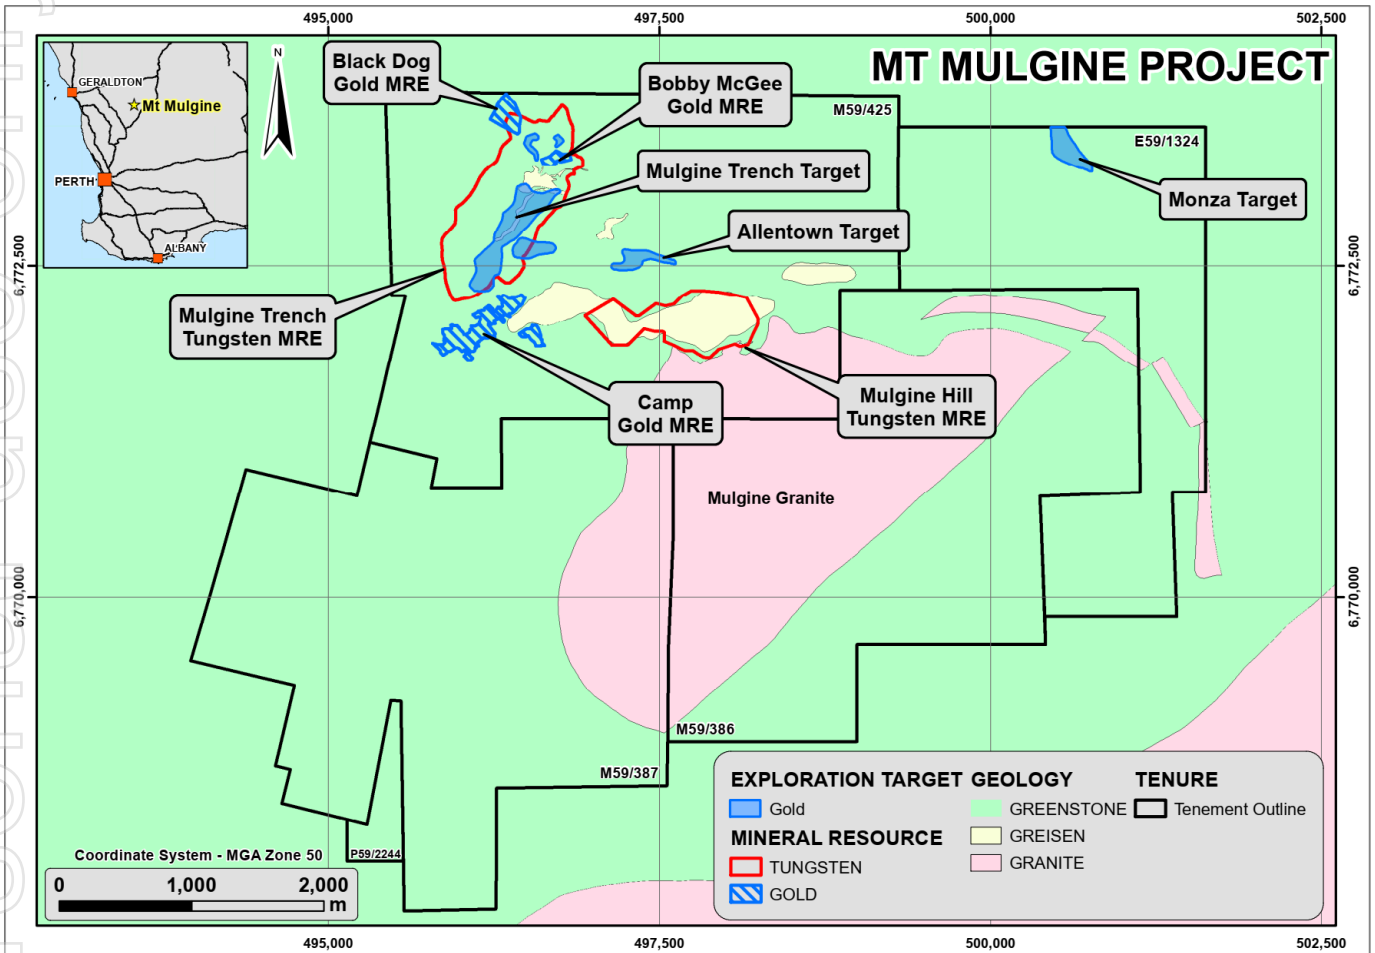 495,000
497,500
500,000
502,500
MT MULGINE PROJECT
GERALDTON
Mt Mulgine
PERTH
ALBANY
N
Black Dog
Gold MRE
Bobby McGee
Gold MRE
M59/425
E59/1324
Mulgine Trench Target
Monza Target
Allentown Target
6,772,500
6,772,500
Mulgine Trench
Tungsten MRE
Camp
Gold MRE
Mulgine Hill
Tungsten MRE
Mulgine Granite
6,770,000
6,770,000
M59/386
M59/387
P59/2244
Coordinate System - MGA Zone 50
0 1,000 2,000
m
EXPLORATION TARGET
Gold
MINERAL RESOURCE
TUNGSTEN
GOLD
GEOLOGY
GREENSTONE
GREISEN
GRANITE
TENURE
Tenement Outline
495,000
497,500
500,000
502,500